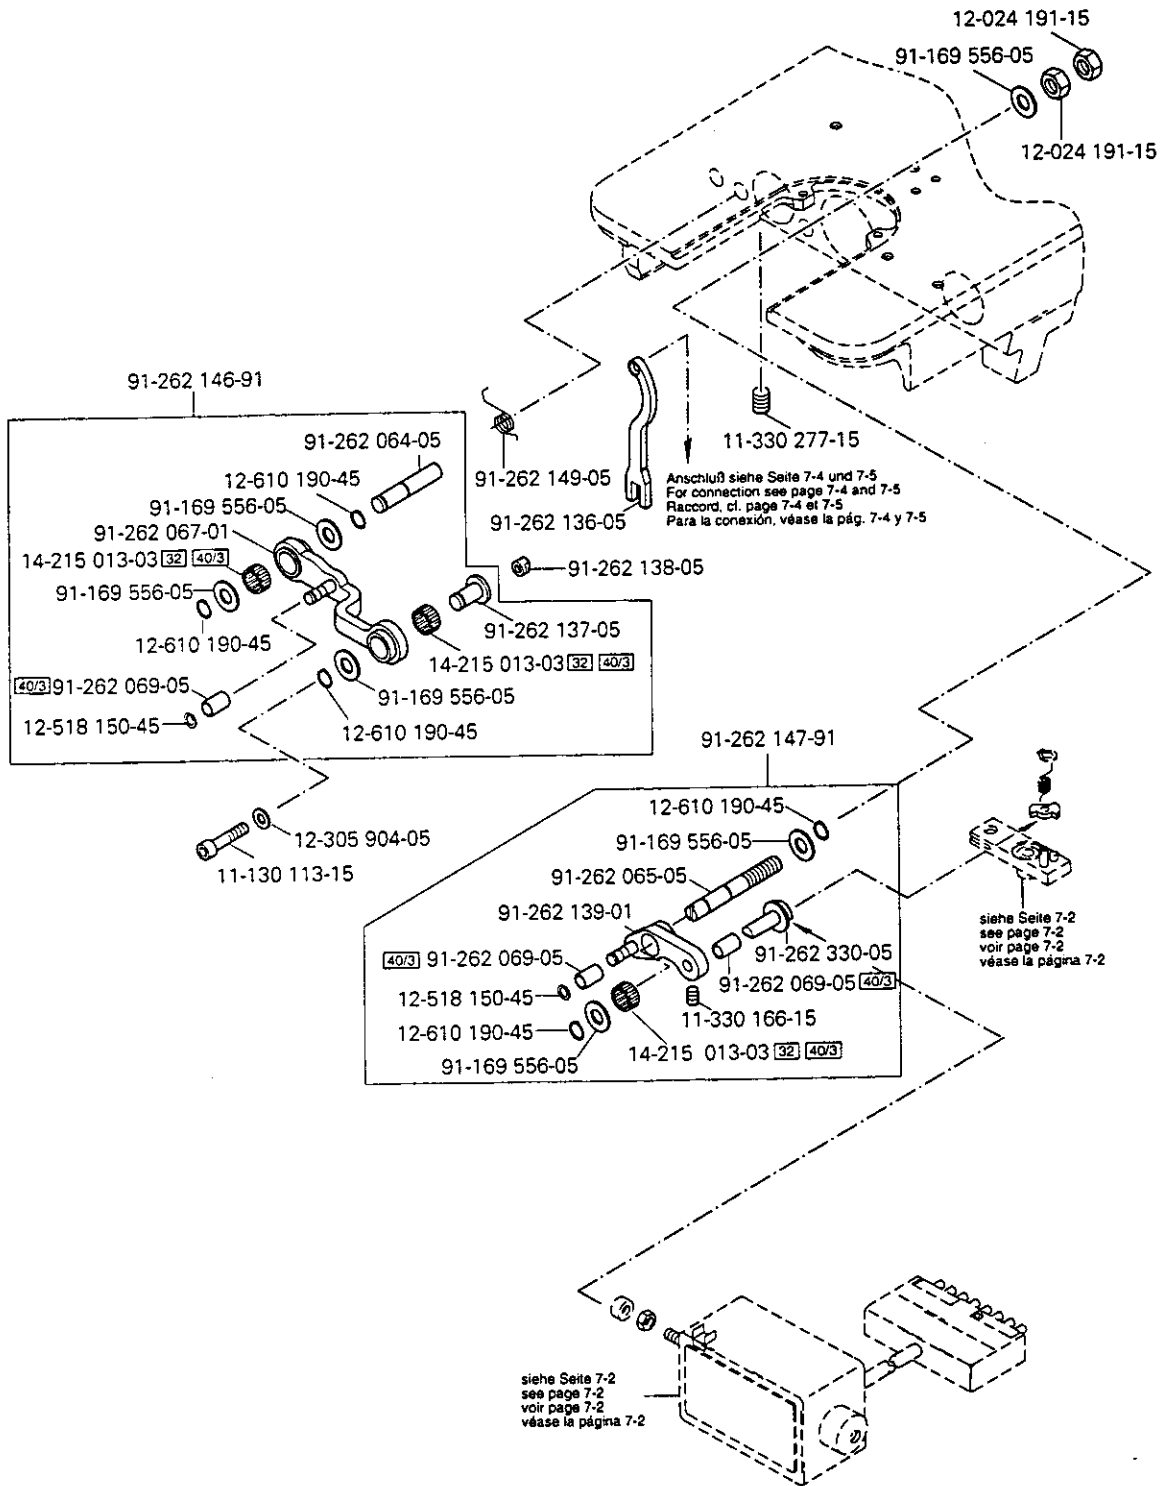 12-024 191-15
91-169 556-05
12-024 191-15
91-262 146-91
91-262 064-05
12-610 190-45
91-169 556-05
91-262 067-01
14-215 013-03 32 40/3
91-169 556-05
12-610 190-45
40/3 91-262 069-05
12-518 150-45
91-262 149-05
91-262 136-05
11-330 277-15
Anschluß siehe Seite 7-4 und 7-5
For connection see page 7-4 and 7-5
Raccord, cf. page 7-4 et 7-5
Para la conexión, véase la pág. 7-4 y 7-5
91-262 138-05
91-262 137-05
14-215 013-03 32 40/3
91-169 556-05
12-610 190-45
12-305 904-05
11-130 113-15
91-262 147-91
12-610 190-45
91-169 556-05
91-262 065-05
91-262 139-01
40/3 91-262 069-05
12-518 150-45
12-610 190-45
91-169 556-05
91-262 330-05
91-262 069-05 40/3
11-330 166-15
14-215 013-03 32 40/3
siehe Seite 7-2
see page 7-2
voir page 7-2
véase la página 7-2
siehe Seite 7-2
see page 7-2
voir page 7-2
véase la página 7-2